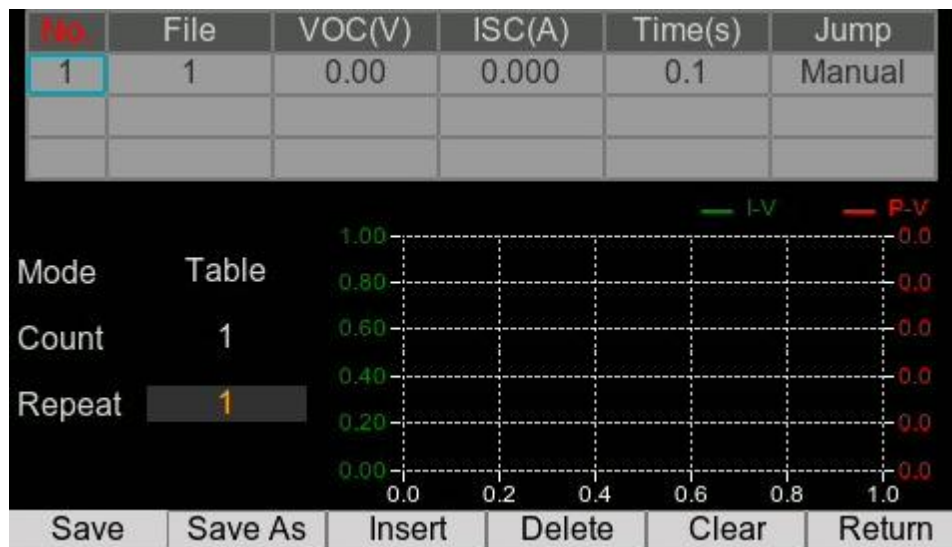 No. File VOC(V) ISC(A) Time(s) Jump
1 1 0.00 0.000 0.1 Manual
I-V P-V
1.00 0.0
Mode Table
0.80 0.0
Count 1
0.60 0.0
0.40 0.0
Repeat 1
0.20 0.0
0.00 0.0
0.0 0.2 0.4 0.6 0.8 1.0
Save Save As Insert Delete Clear Return